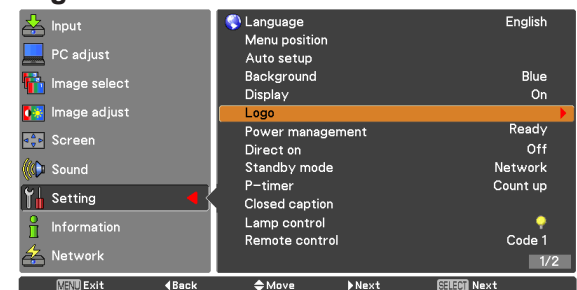 Input
PC adjust
Image select
Image adjust
Screen
Sound
Setting
Information
Network
Language English
Menu position
Auto setup
Background Blue
Display On
Logo
Power management Ready
Direct on Off
Standby mode Network
P-timer Count up
Closed caption
Lamp control
Remote control Code 1
1/2
MENU Exit Back Move Next SELECT Next